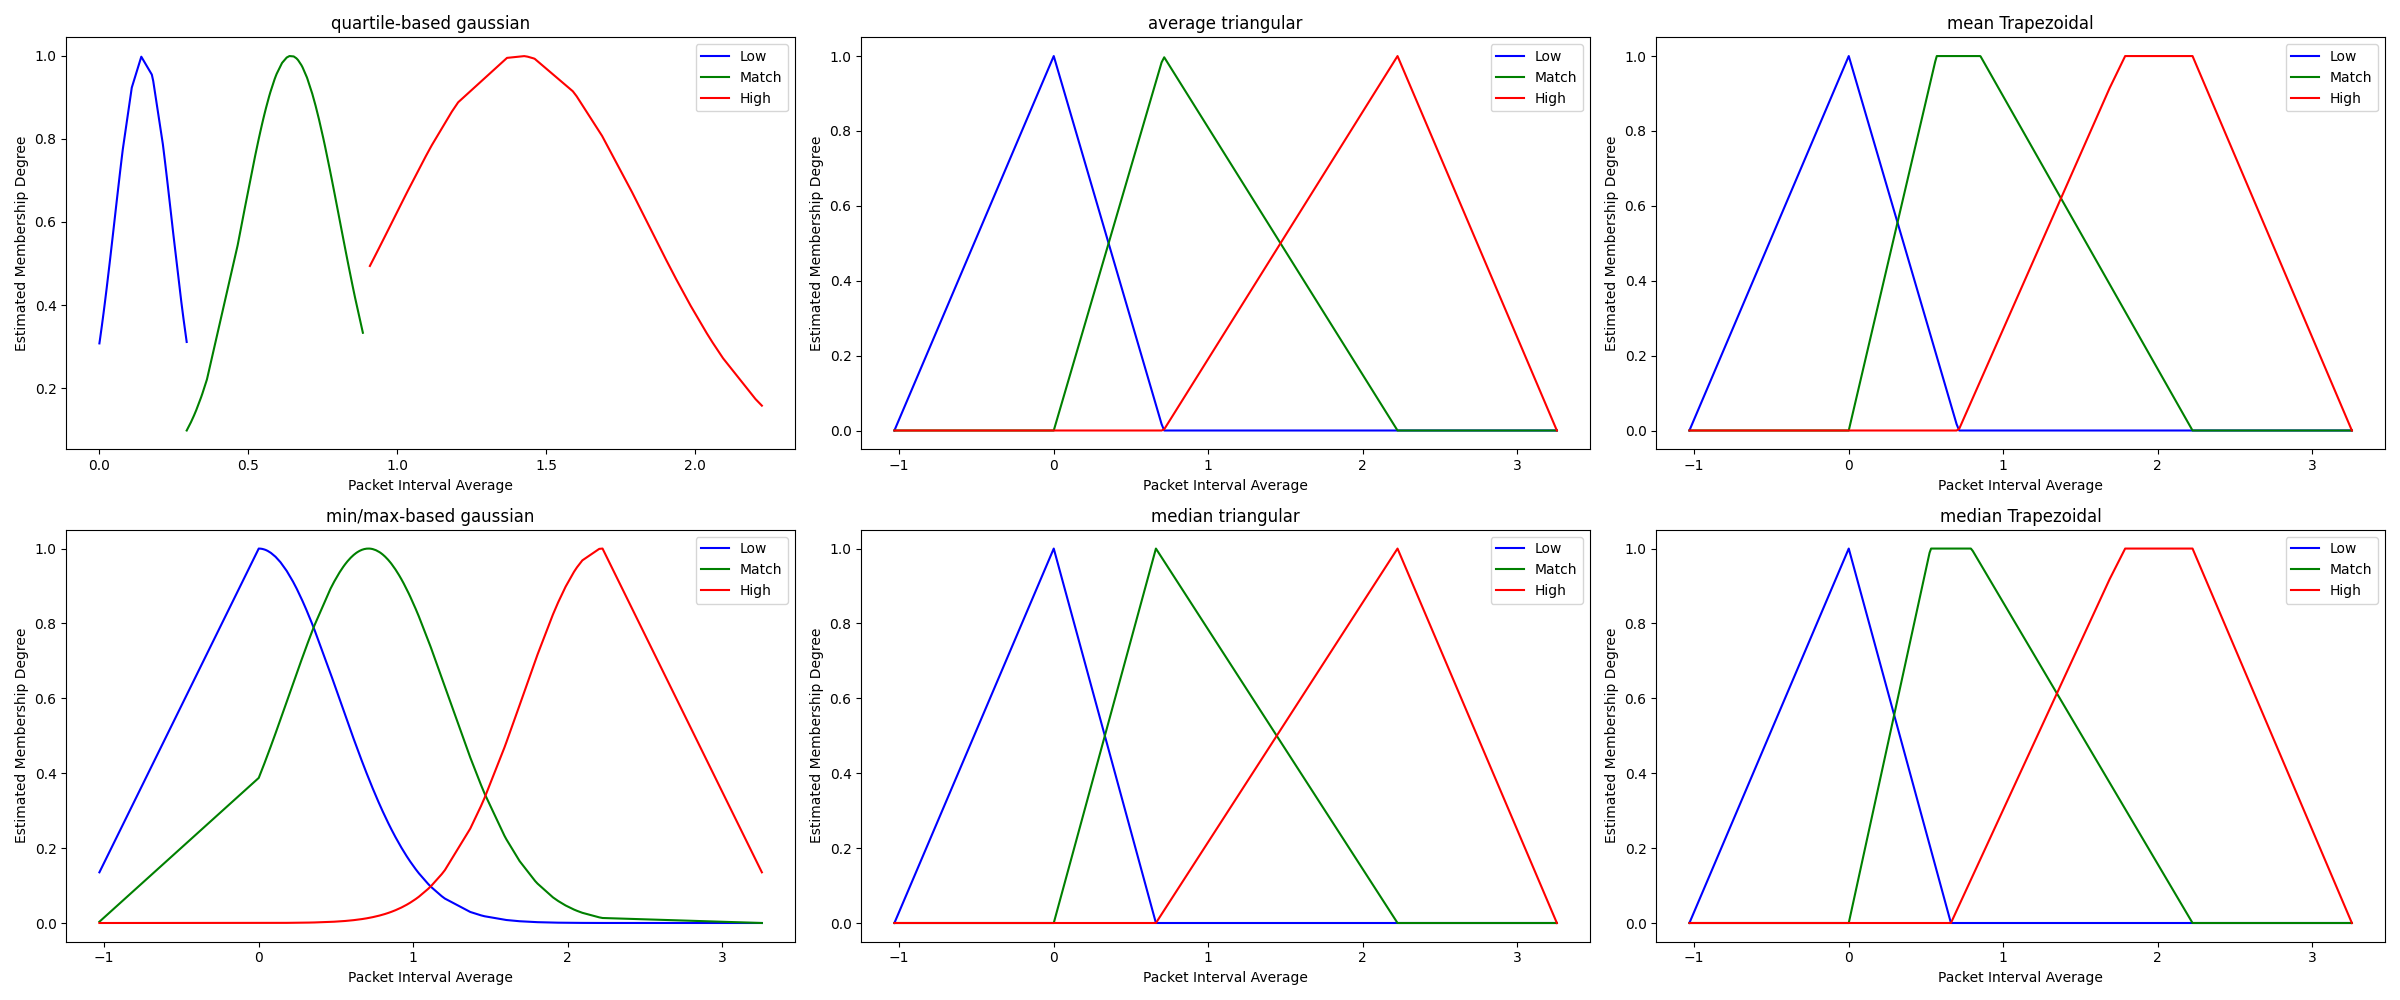 quartile-based gaussian
Estimated Membership Degree
1.0
0.8
0.6
0.4
0.2
Low
Match
High
0.0 0.5 1.0 1.5 2.0
Packet Interval Average
average triangular
Estimated Membership Degree
1.0
0.8
0.6
0.4
0.2
0.0
Low
Match
High
−1 0 1 2 3
Packet Interval Average
mean Trapezoidal
Estimated Membership Degree
1.0
0.8
0.6
0.4
0.2
0.0
Low
Match
High
−1 0 1 2 3
Packet Interval Average
min/max-based gaussian
Estimated Membership Degree
1.0
0.8
0.6
0.4
0.2
0.0
Low
Match
High
−1 0 1 2 3
Packet Interval Average
median triangular
Estimated Membership Degree
1.0
0.8
0.6
0.4
0.2
0.0
Low
Match
High
−1 0 1 2 3
Packet Interval Average
median Trapezoidal
Estimated Membership Degree
1.0
0.8
0.6
0.4
0.2
0.0
Low
Match
High
−1 0 1 2 3
Packet Interval Average